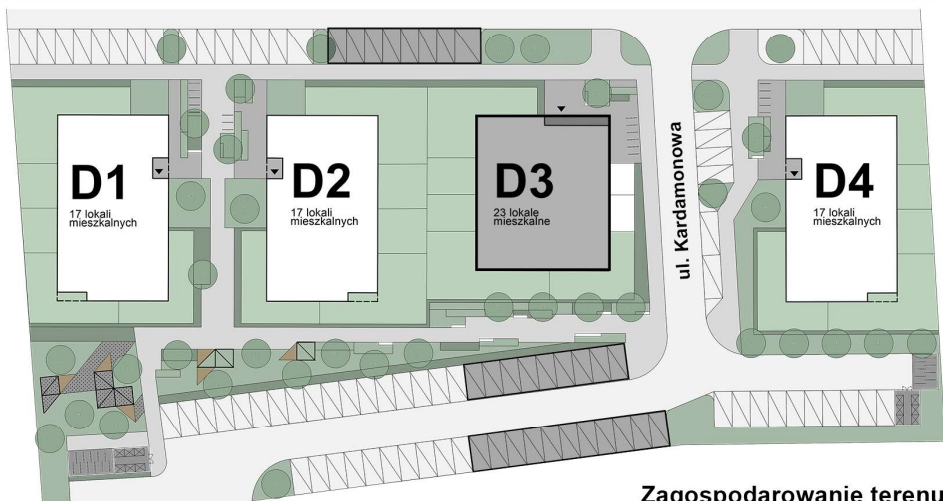 D1
17 lokali
mieszkalnych
D2
17 lokali
mieszkalnych
D3
23 lokale
mieszkalne
ul. Kardamonowa
D4
17 lokali
mieszkalnych
Zagospodarowanie terenu